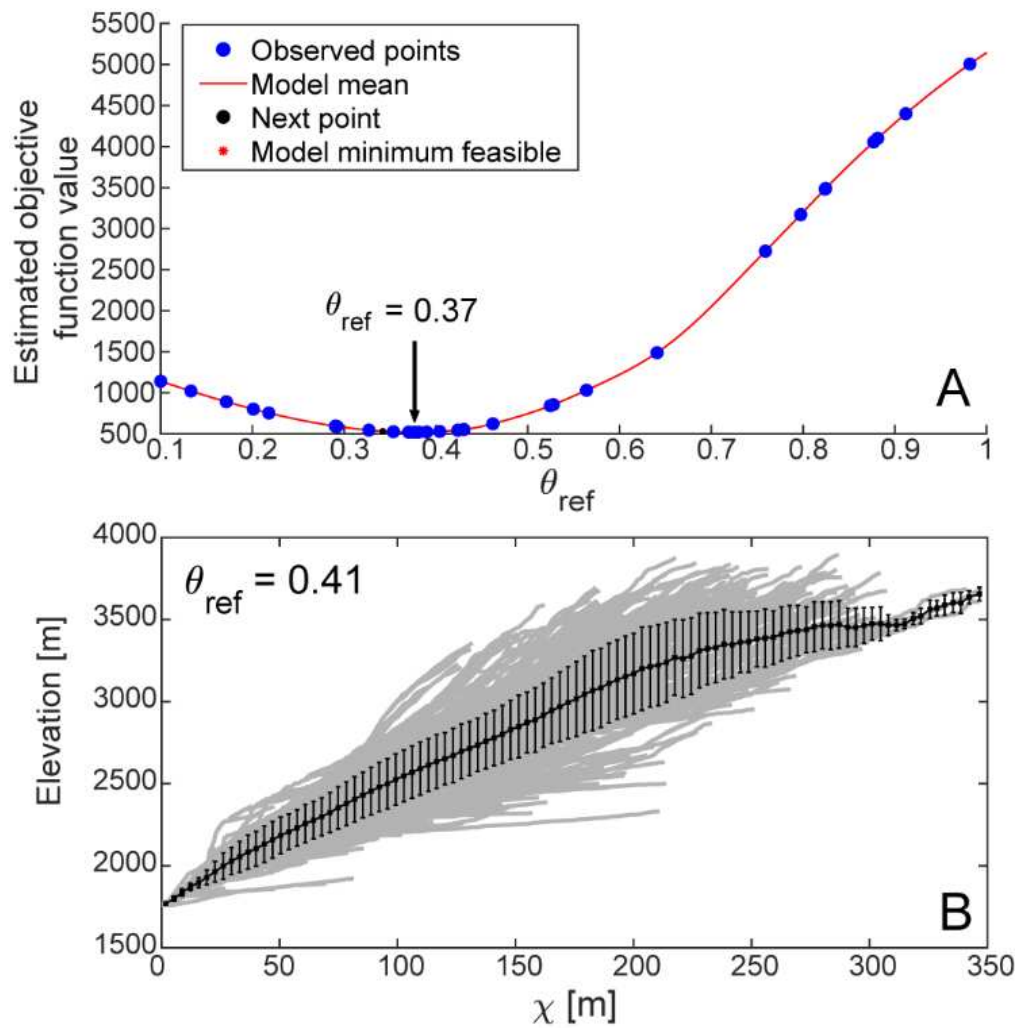 5500
5000
4500
4000
3500
3000
2500
2000
1500
1000
500
Estimated objective
function value
Observed points
Model mean
Next point
Model minimum feasible
θref = 0.37
A
0.1 0.2 0.3 0.4 0.5 0.6 0.7 0.8 0.9 1
θref
4000
3500
3000
2500
2000
1500
Elevation [m]
θref = 0.41
B
0 50 100 150 200 250 300 350
χ [m]